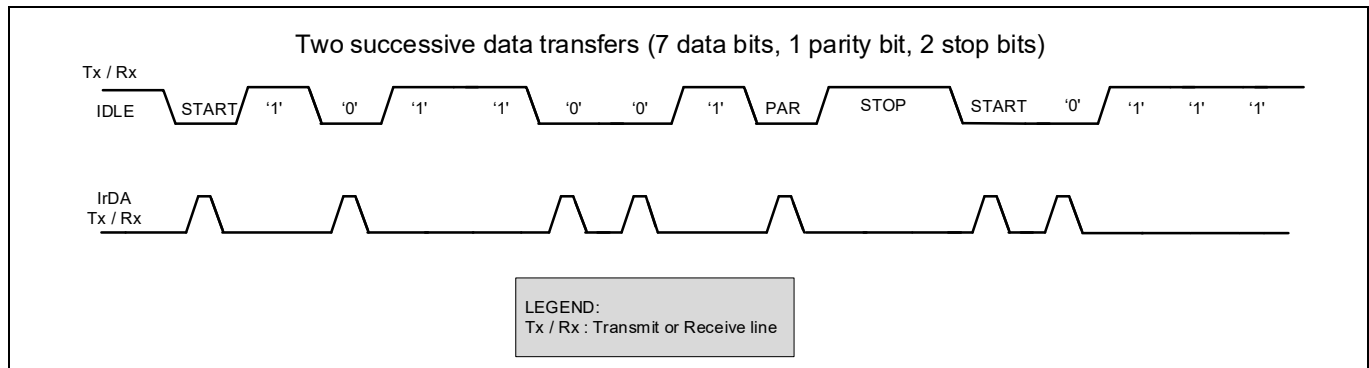 Two successive data transfers (7 data bits, 1 parity bit, 2 stop bits)
Tx / Rx
IDLE START ‘1’ ‘0’ ‘1’ ‘1’ ‘0’ ‘0’ ‘1’ PAR STOP START ‘0’ ‘1’ ‘1’ ‘1’
IrDA
Tx / Rx
LEGEND:
Tx / Rx : Transmit or Receive line